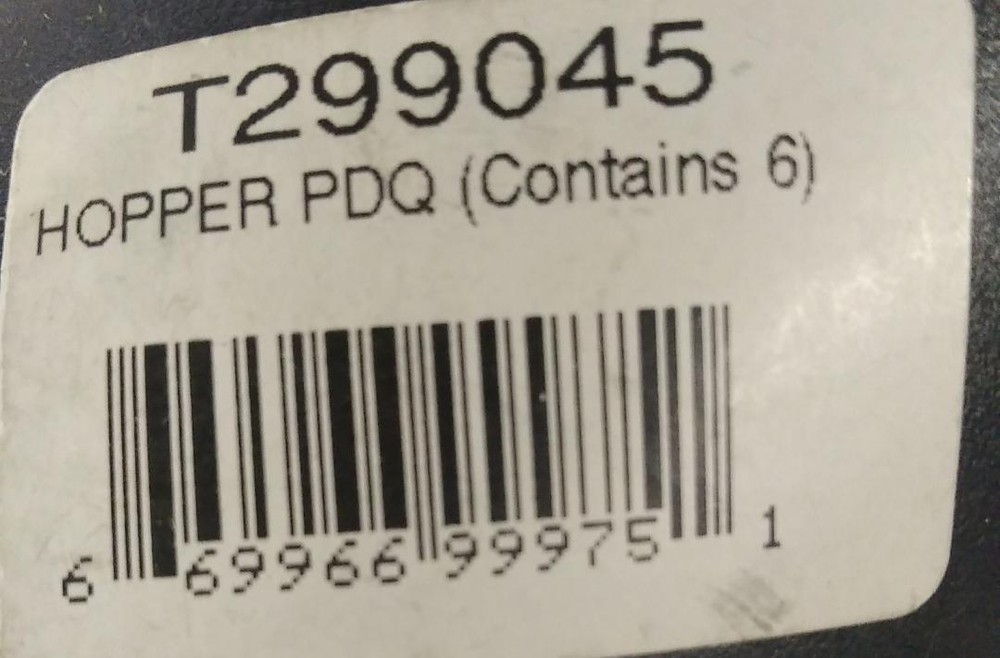 T299045
HOPPER PDQ (Contains 6)
6 69966 99975 1